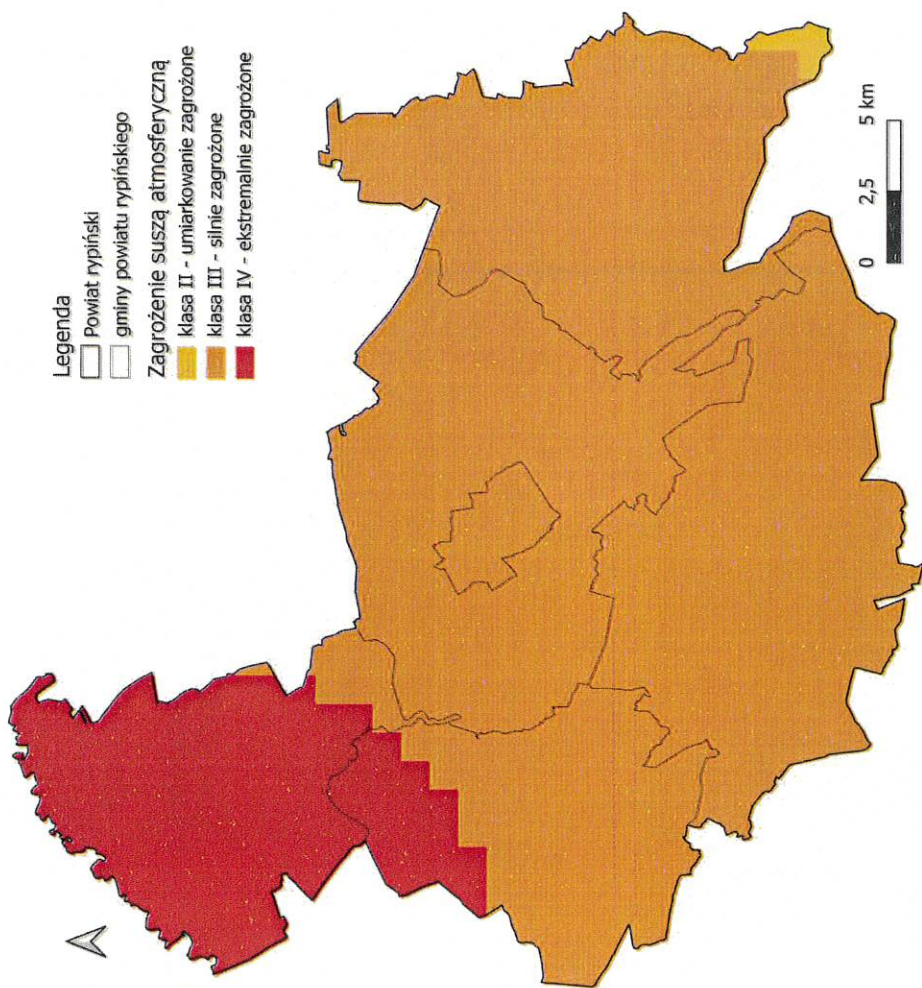 Legenda
Powiat rypiński
gminy powiatu rypińskiego
Zagrożenie suszą atmosferyczną
klasa II - umiarkowanie zagrożone
klasa III - silnie zagrożone
klasa IV - ekstremalnie zagrożone
0 2,5 5 km